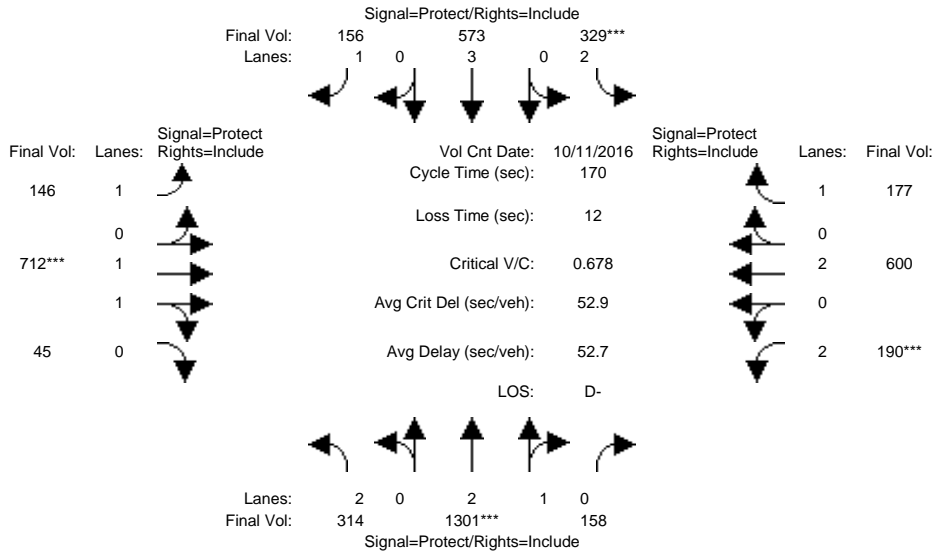 Signal=Protect/Rights=Include
Final Vol: 156 573 329***
Lanes: 1 0 3 0 2
Signal=Protect Signal=Protect
Final Vol: Lanes: Rights=Include Vol Cnt Date: 10/11/2016 Rights=Include Lanes: Final Vol:
Cycle Time (sec): 170
146 1 1 177
Loss Time (sec): 12
0 0
712*** 1 Critical V/C: 0.678 2 600
1 Avg Crit Del (sec/veh): 52.9 0
45 0 Avg Delay (sec/veh): 52.7 2 190***
LOS: D-
Lanes: 2 0 2 1 0
Final Vol: 314 1301*** 158
Signal=Protect/Rights=Include